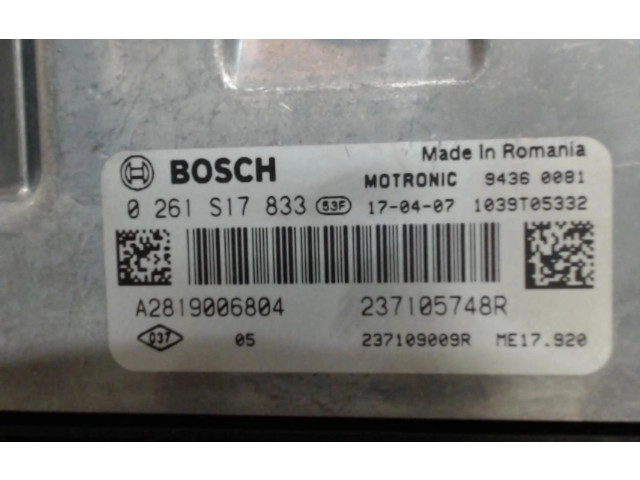 BOSCH Made In Romania
MOTRONIC 9436 0081
0 261 S17 833 53F 17-04-07 1039T05332
A2819006804 237105748R
037 05 237109009R ME17.920